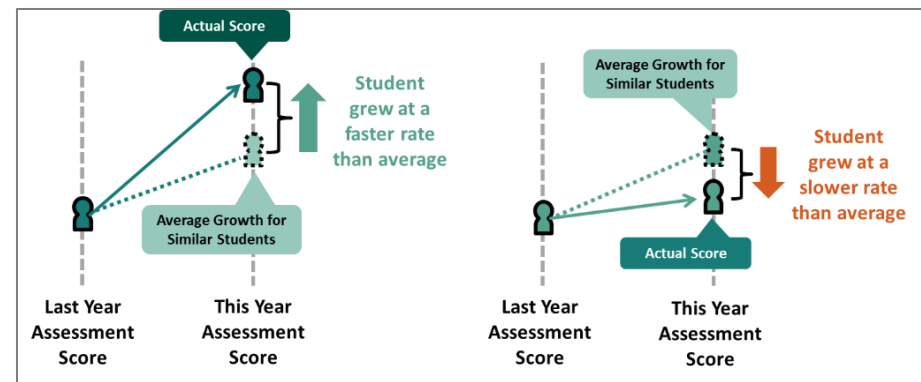 Actual Score
Student
grew at a
faster rate
than average
Average Growth for
Similar Students
Last Year
Assessment
Score
This Year
Assessment
Score
Average Growth for
Similar Students
Student
grew at a
slower rate
than average
Actual Score
Last Year
Assessment
Score
This Year
Assessment
Score